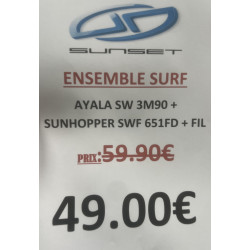 SUNSET
ENSEMBLE SURF
AYALA SW 3M90 +
SUNHOPPER SWF 651FD + FIL
PRIX:59.90€
49.00€